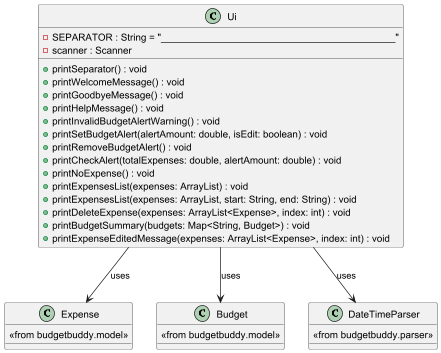 C Ui
SEPARATOR : String = "__________________________________________"
scanner : Scanner
printSeparator() : void
printWelcomeMessage() : void
printGoodbyeMessage() : void
printHelpMessage() : void
printInvalidBudgetAlertWarning() : void
printSetBudgetAlert(alertAmount: double, isEdit: boolean) : void
printRemoveBudgetAlert() : void
printCheckAlert(totalExpenses: double, alertAmount: double) : void
printNoExpense() : void
printExpensesList(expenses: ArrayList) : void
printExpensesList(expenses: ArrayList, start: String, end: String) : void
printDeleteExpense(expenses: ArrayList<Expense>, index: int) : void
printBudgetSummary(budgets: Map<String, Budget>) : void
printExpenseEditedMessage(expenses: ArrayList<Expense>, index: int) : void
uses
uses
uses
C Expense
«from budgetbuddy.model»
C Budget
«from budgetbuddy.model»
C DateTimeParser
«from budgetbuddy.parser»